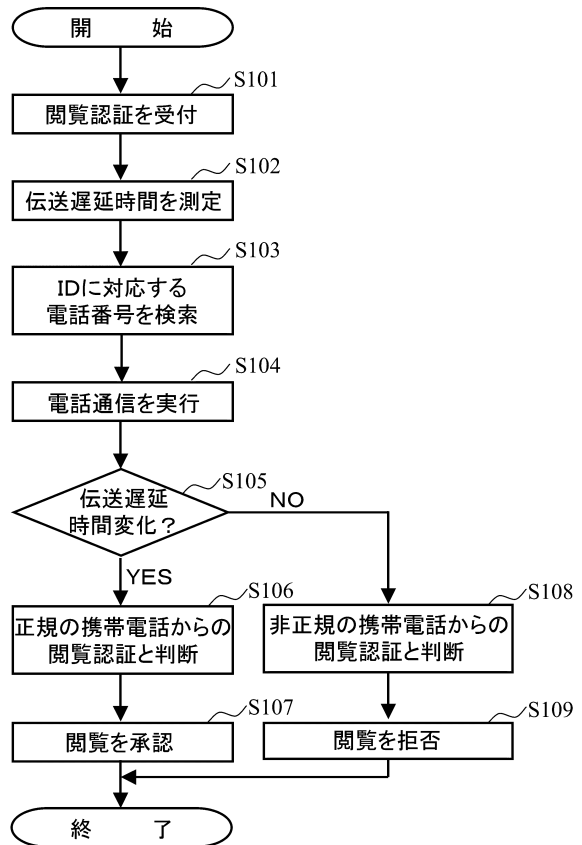 開 始
S101
閲覧認証を受付
S102
伝送遅延時間を測定
S103
IDに対応する
電話番号を検索
S104
電話通信を実行
S105
伝送遅延
時間変化？
NO
YES
S106
正規の携帯電話からの
閲覧認証と判断
S108
非正規の携帯電話からの
閲覧認証と判断
S107
閲覧を承認
S109
閲覧を拒否
終 了